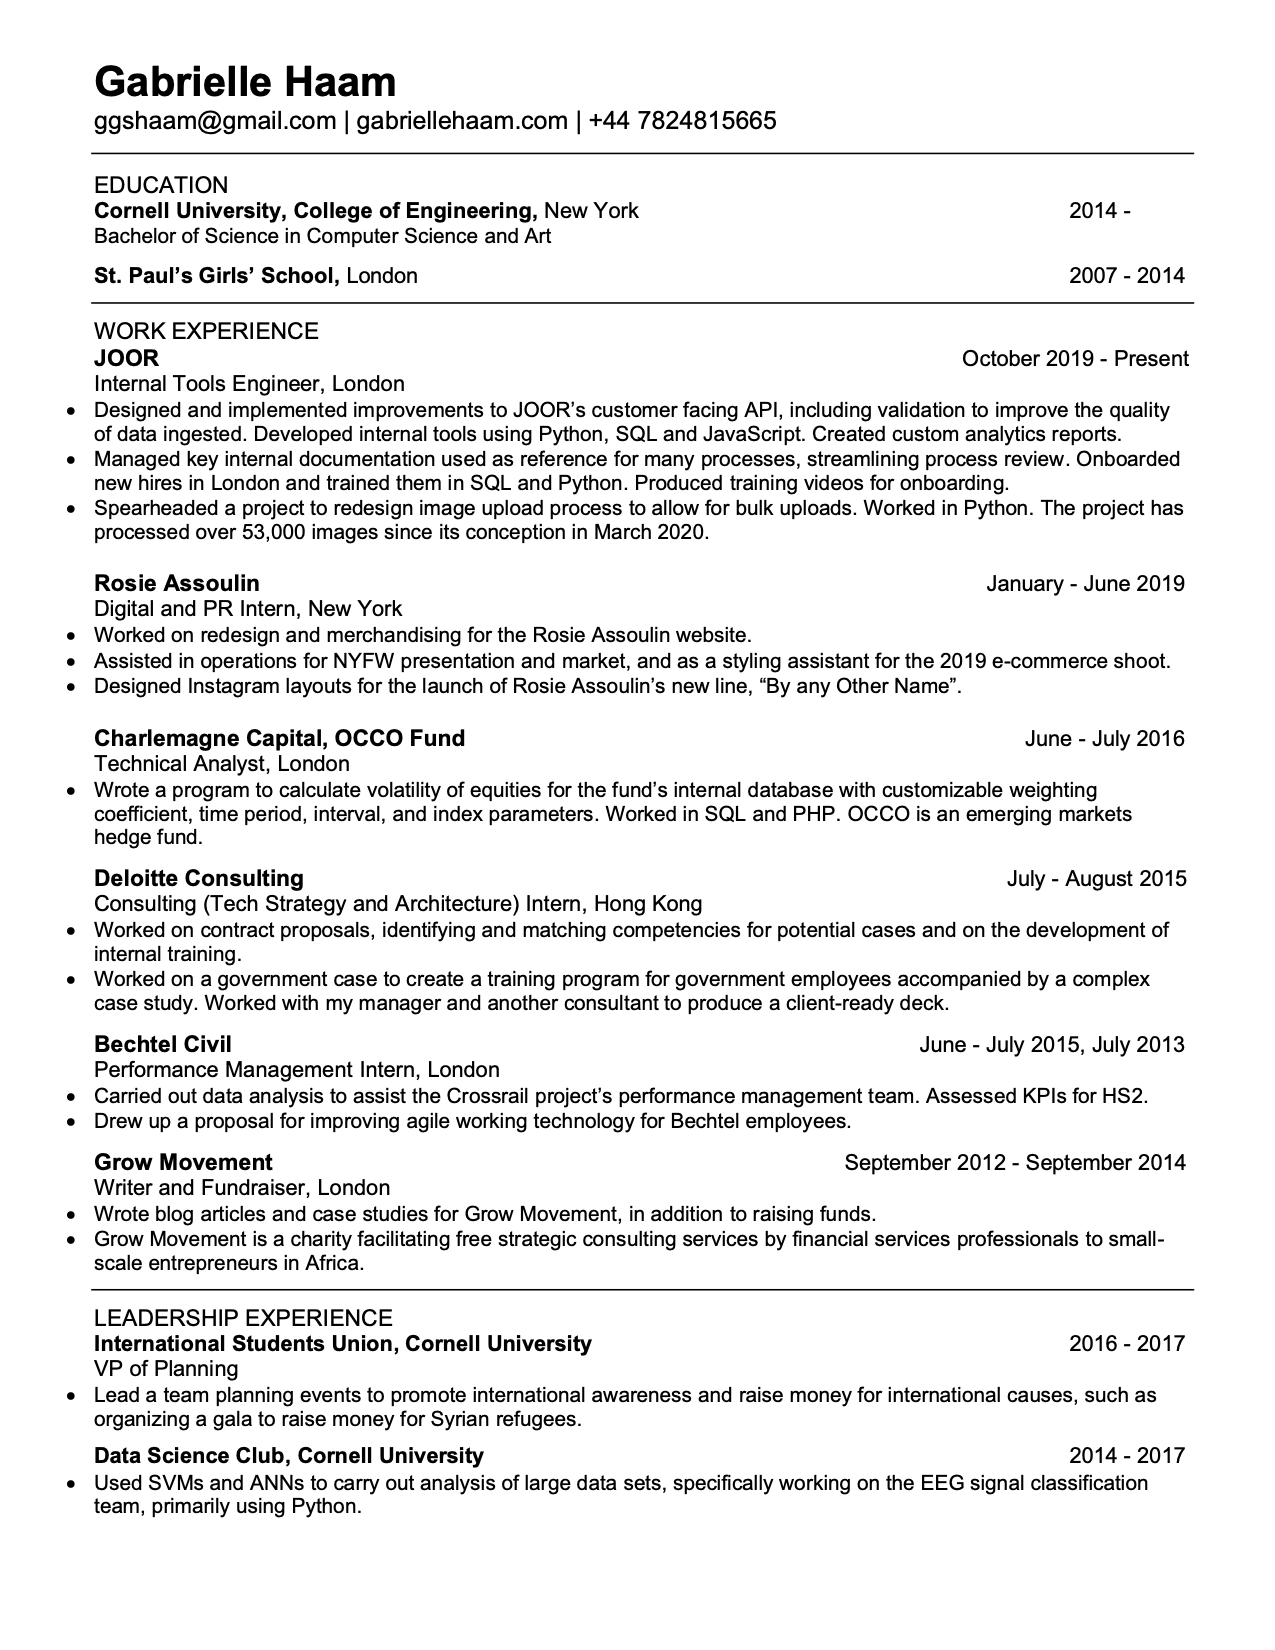 Gabrielle Haam
ggshaam@gmail.com | gabriellehaam.com | +44 7824815665
EDUCATION
Cornell University, College of Engineering, New York 2014 -
Bachelor of Science in Computer Science and Art
St. Paul’s Girls’ School, London 2007 - 2014
WORK EXPERIENCE
JOOR October 2019 - Present
Internal Tools Engineer, London
• Designed and implemented improvements to JOOR’s customer facing API, including validation to improve the quality
of data ingested. Developed internal tools using Python, SQL and JavaScript. Created custom analytics reports.
• Managed key internal documentation used as reference for many processes, streamlining process review. Onboarded
new hires in London and trained them in SQL and Python. Produced training videos for onboarding.
• Spearheaded a project to redesign image upload process to allow for bulk uploads. Worked in Python. The project has
processed over 53,000 images since its conception in March 2020.
Rosie Assoulin January - June 2019
Digital and PR Intern, New York
• Worked on redesign and merchandising for the Rosie Assoulin website.
• Assisted in operations for NYFW presentation and market, and as a styling assistant for the 2019 e-commerce shoot.
• Designed Instagram layouts for the launch of Rosie Assoulin’s new line, “By any Other Name”.
Charlemagne Capital, OCCO Fund June - July 2016
Technical Analyst, London
• Wrote a program to calculate volatility of equities for the fund’s internal database with customizable weighting
coefficient, time period, interval, and index parameters. Worked in SQL and PHP. OCCO is an emerging markets
hedge fund.
Deloitte Consulting July - August 2015
Consulting (Tech Strategy and Architecture) Intern, Hong Kong
• Worked on contract proposals, identifying and matching competencies for potential cases and on the development of
internal training.
• Worked on a government case to create a training program for government employees accompanied by a complex
case study. Worked with my manager and another consultant to produce a client-ready deck.
Bechtel Civil June - July 2015, July 2013
Performance Management Intern, London
• Carried out data analysis to assist the Crossrail project’s performance management team. Assessed KPIs for HS2.
• Drew up a proposal for improving agile working technology for Bechtel employees.
Grow Movement September 2012 - September 2014
Writer and Fundraiser, London
• Wrote blog articles and case studies for Grow Movement, in addition to raising funds.
• Grow Movement is a charity facilitating free strategic consulting services by financial services professionals to small-
scale entrepreneurs in Africa.
LEADERSHIP EXPERIENCE
International Students Union, Cornell University 2016 - 2017
VP of Planning
• Lead a team planning events to promote international awareness and raise money for international causes, such as
organizing a gala to raise money for Syrian refugees.
Data Science Club, Cornell University 2014 - 2017
• Used SVMs and ANNs to carry out analysis of large data sets, specifically working on the EEG signal classification
team, primarily using Python.